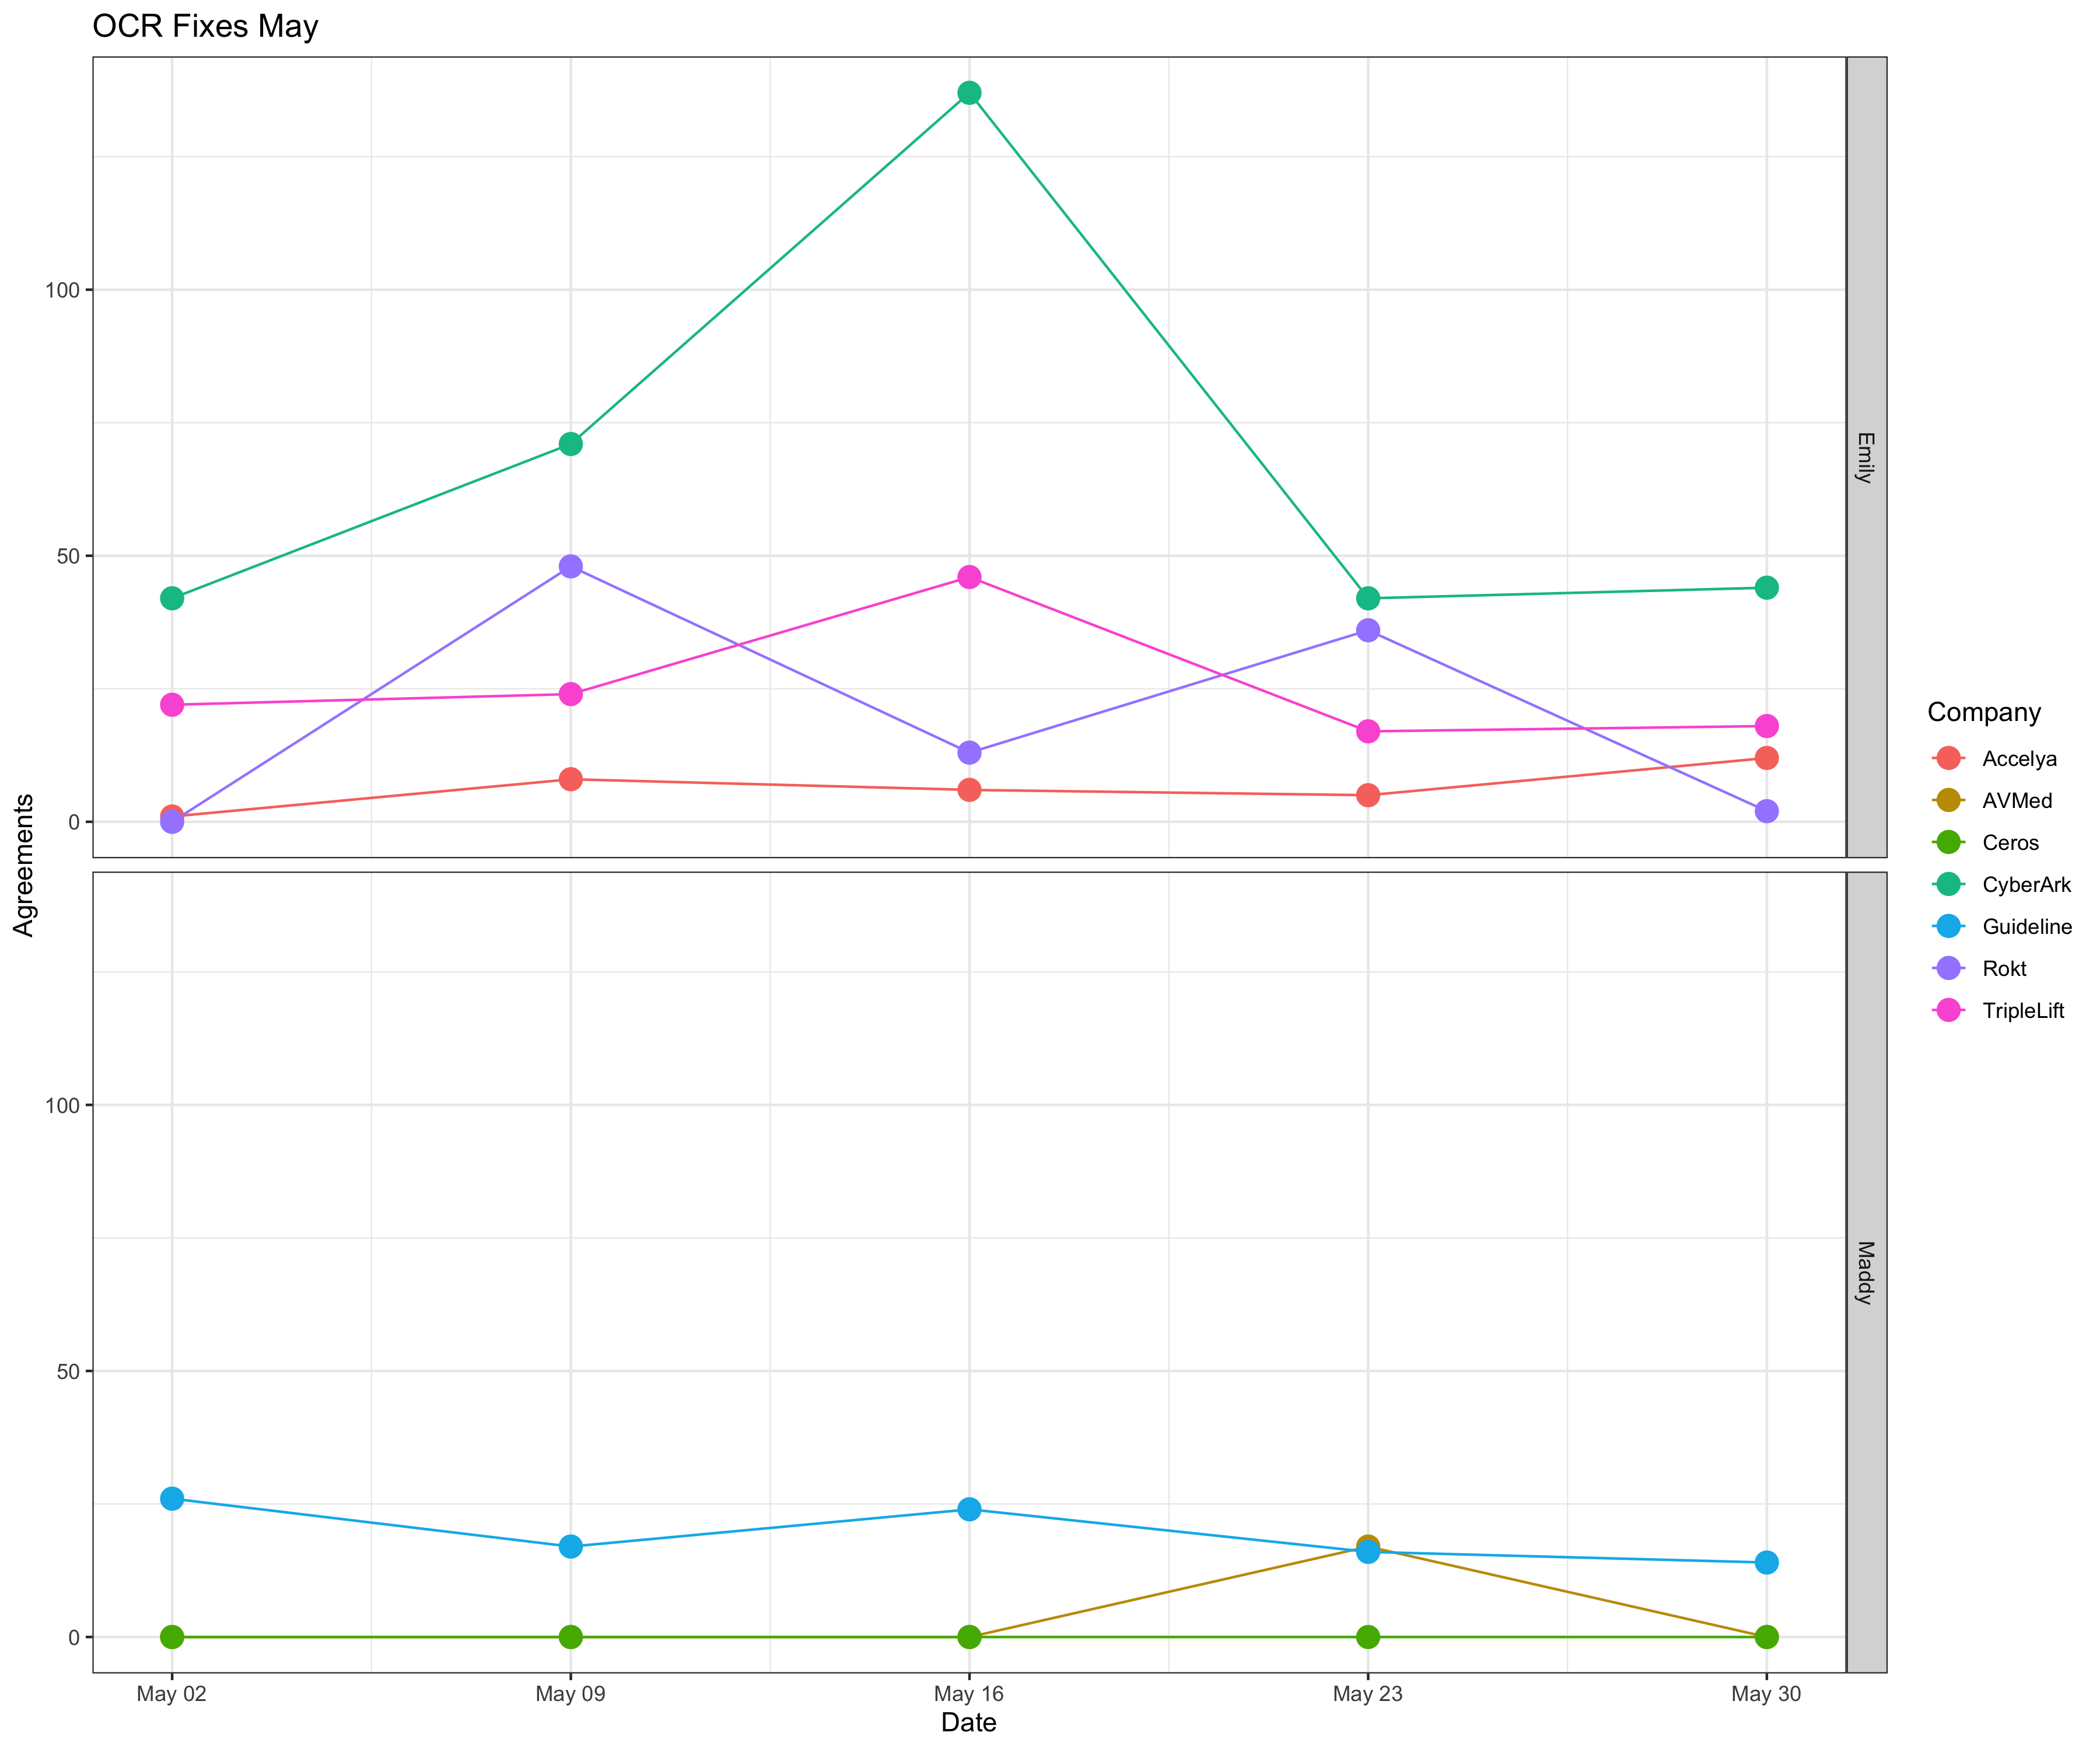 OCR Fixes May
100
50
0
Emily
100
50
0
Maddy
Agreements
May 02
May 09
May 16
May 23
May 30
Date
Company
Accelya
AVMed
Ceros
CyberArk
Guideline
Rokt
TripleLift